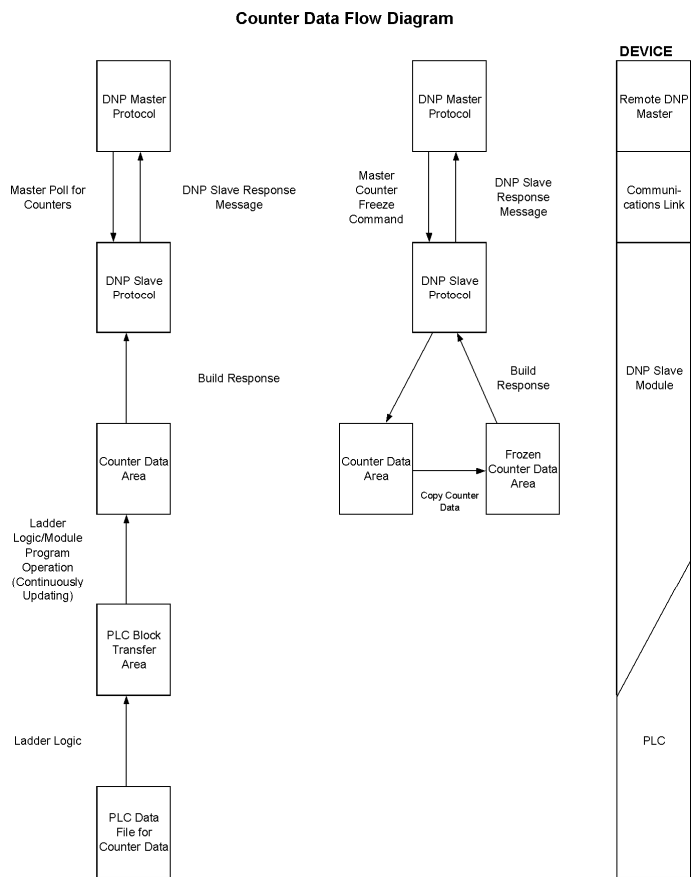 Counter Data Flow Diagram
DEVICE
DNP Master
Protocol
DNP Master
Protocol
Remote DNP
Master
Master Poll for
Counters
DNP Slave Response
Message
Master
Counter
Freeze
Command
DNP Slave
Response
Message
Communi-
cations Link
DNP Slave
Protocol
DNP Slave
Protocol
Build Response
Build
Response
DNP Slave
Module
Counter Data
Area
Counter Data
Area
Copy Counter
Data
Frozen
Counter Data
Area
Ladder
Logic/Module
Program
Operation
(Continuously
Updating)
PLC Block
Transfer
Area
Ladder Logic
PLC
PLC Data
File for
Counter Data